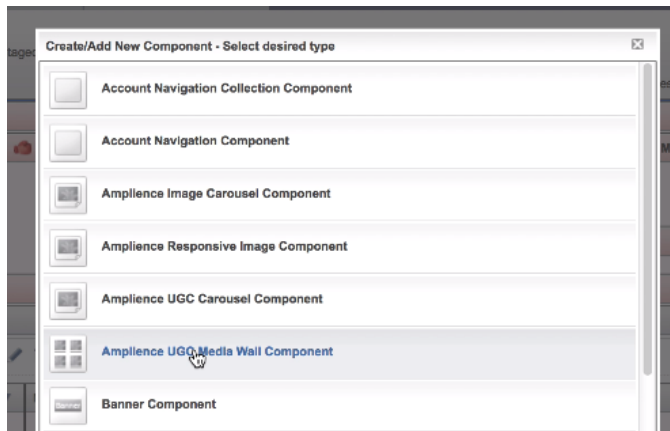 Create/Add New Component - Select desired type
Account Navigation Collection Component
Account Navigation Component
Amplience Image Carousel Component
Amplience Responsive Image Component
Amplience UGC Carousel Component
Amplience UGC Media Wall Component
Banner
Banner Component